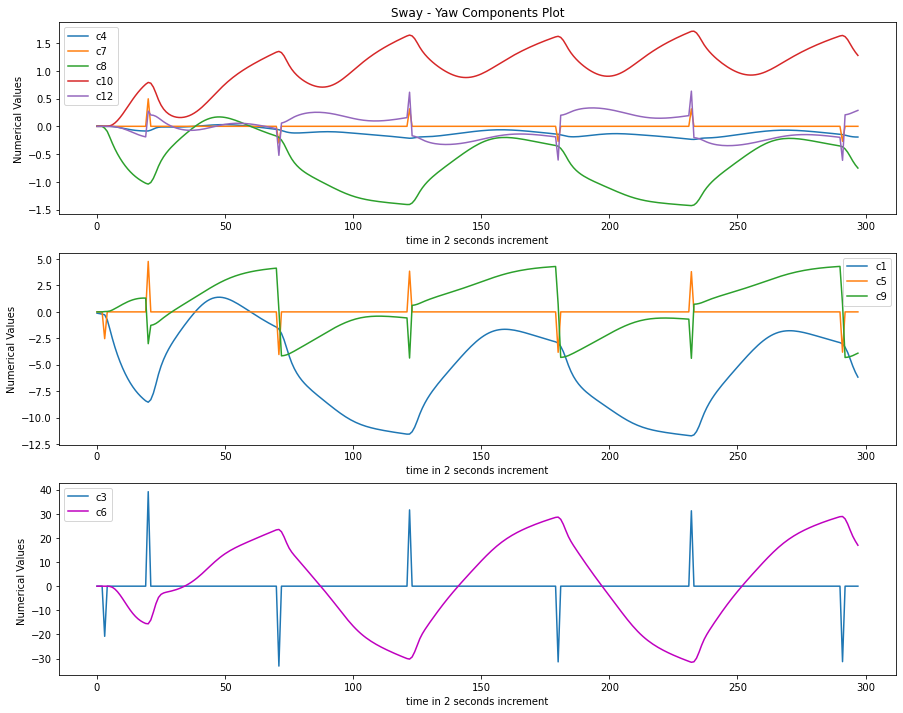 Sway - Yaw Components Plot
Numerical Values
1.5
1.0
0.5
0.0
−0.5
−1.0
−1.5
c4
c7
c8
c10
c12
0 50 100 150 200 250 300
time in 2 seconds increment
Numerical Values
5.0
2.5
0.0
−2.5
−5.0
−7.5
−10.0
−12.5
c1
c5
c9
0 50 100 150 200 250 300
time in 2 seconds increment
Numerical Values
40
30
20
10
0
−10
−20
−30
c3
c6
0 50 100 150 200 250 300
time in 2 seconds increment